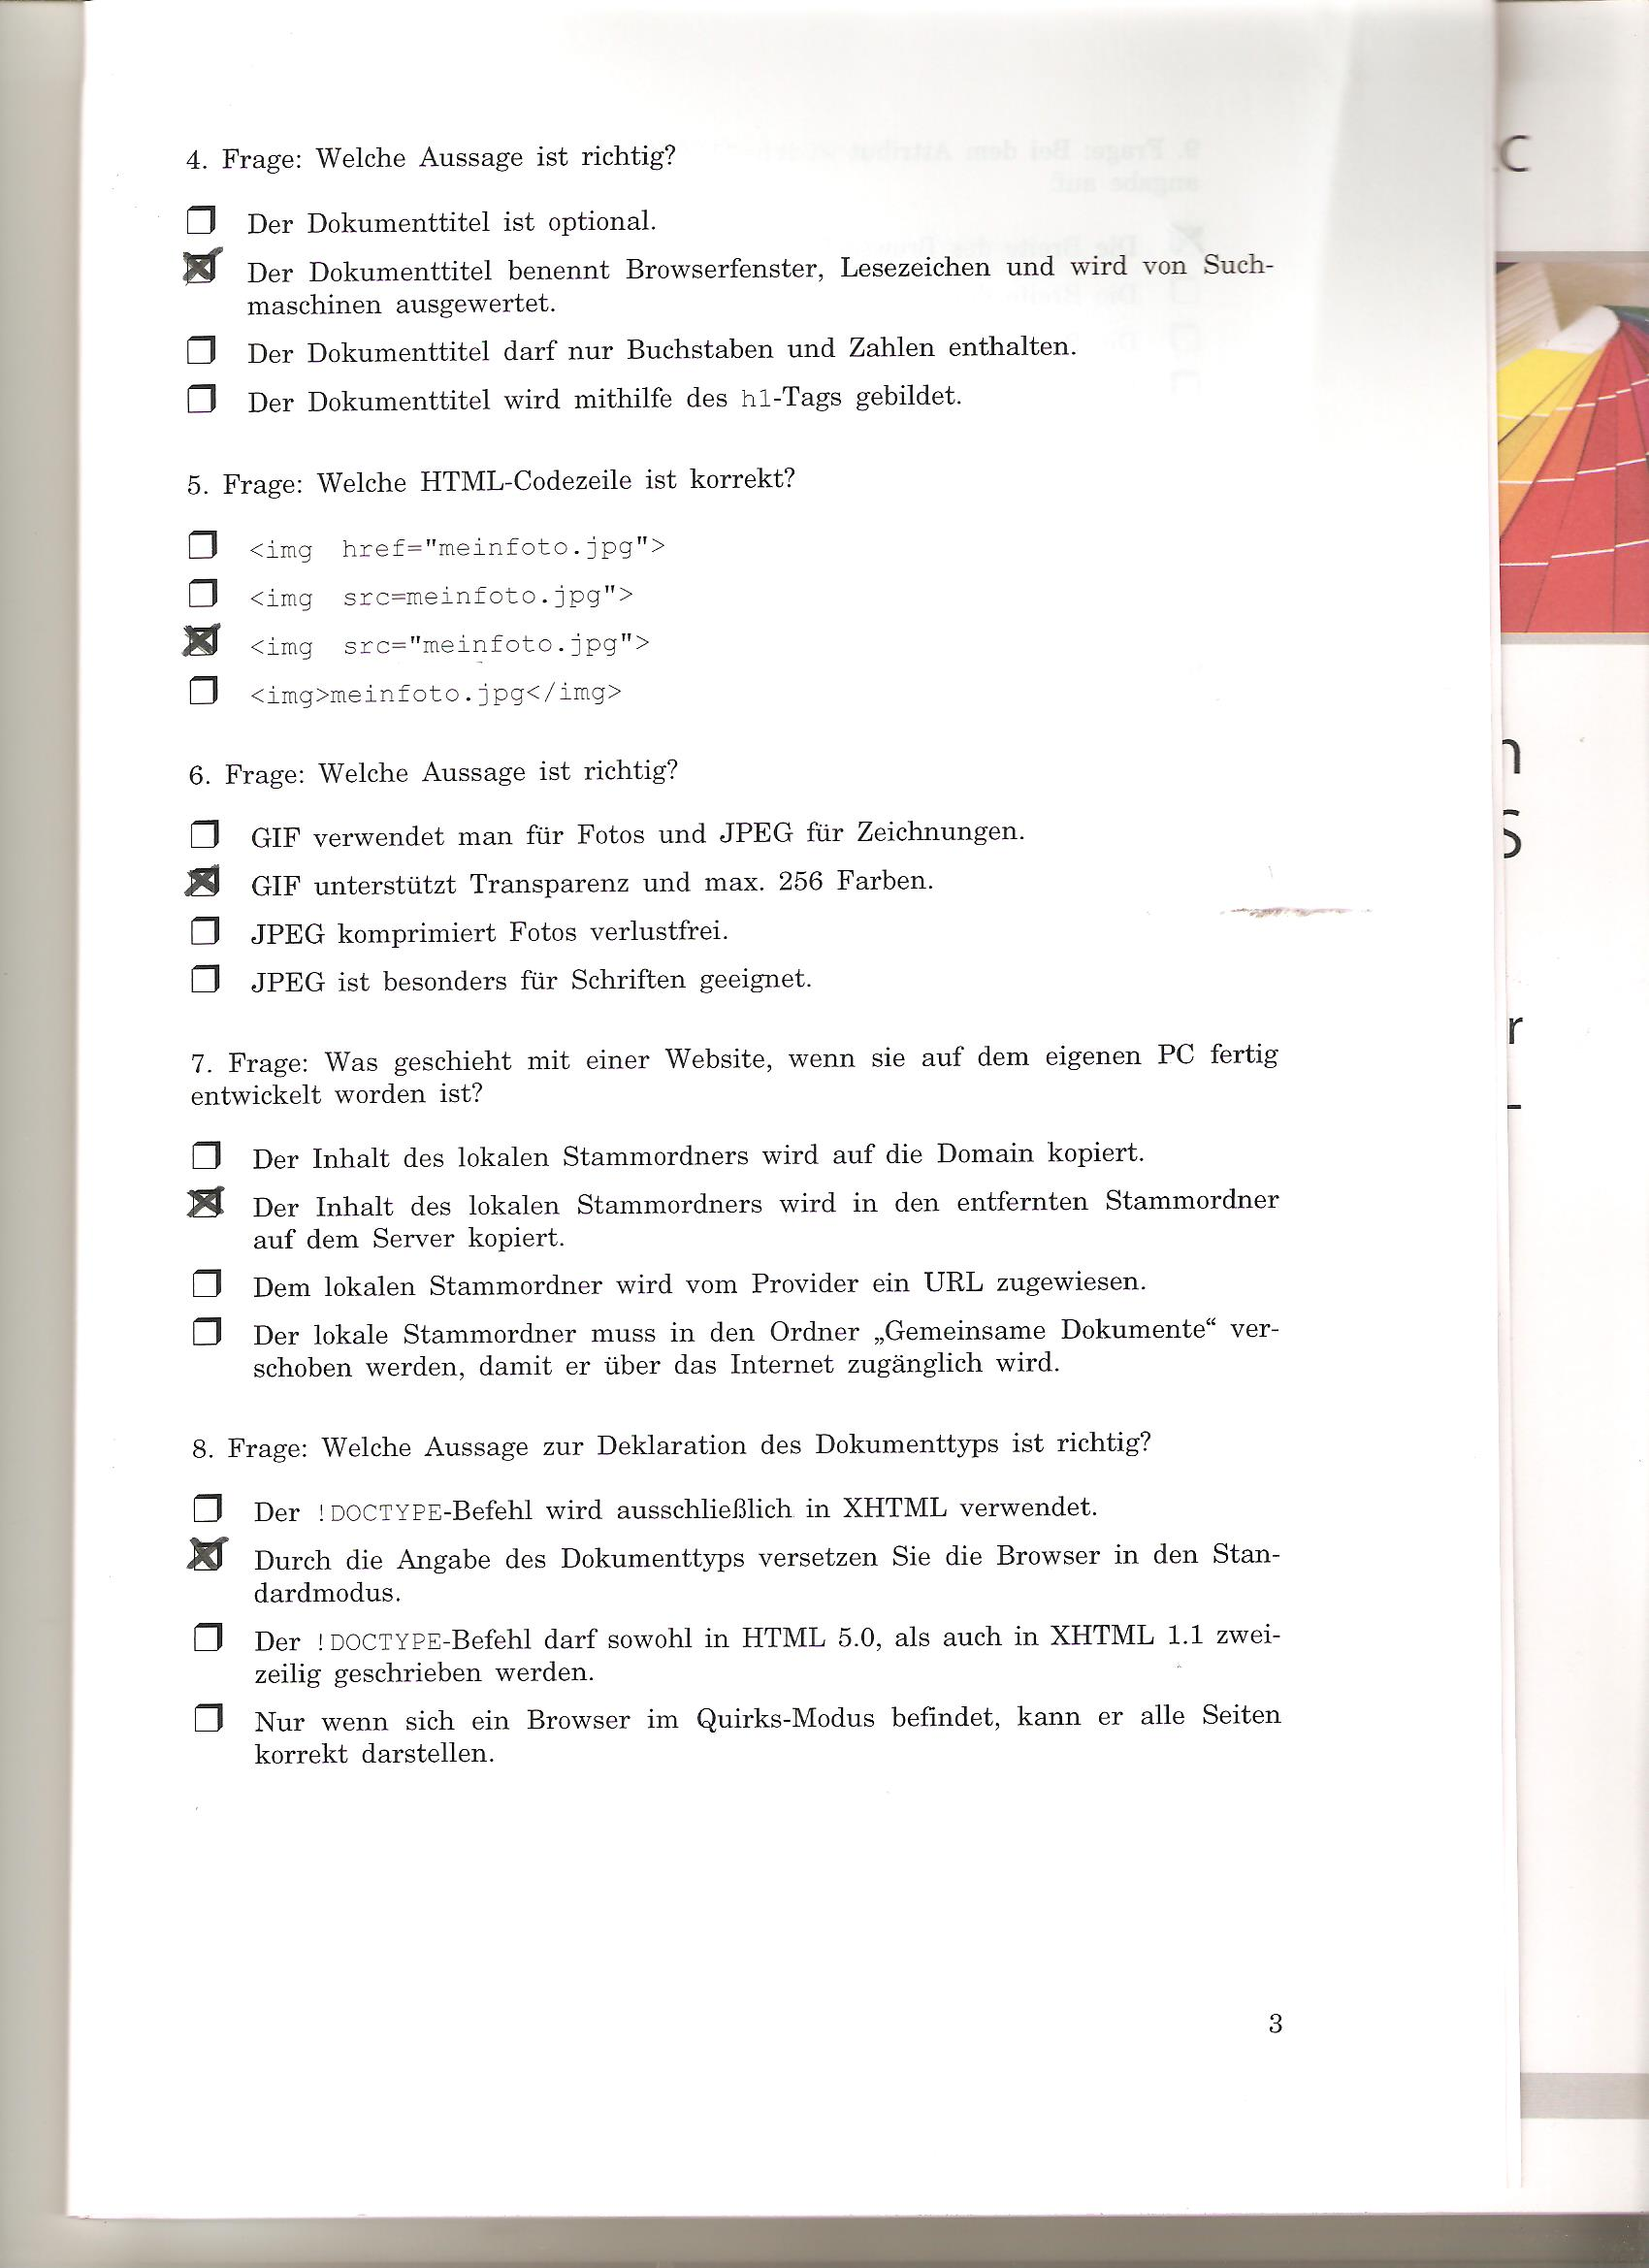 4. Frage: Welche Aussage ist richtig?
Der Dokumenttitel ist optional.
Der Dokumenttitel benennt Browserfenster, Lesezeichen und wird von Such-
maschinen ausgewertet.
Der Dokumenttitel darf nur Buchstaben und Zahlen enthalten.
Der Dokumenttitel wird mithilfe des h1-Tags gebildet.
5. Frage: Welche HTML-Codezeile ist korrekt?
<img href="meinfoto.jpg">
<img src=meinfoto.jpg">
<img src="meinfoto.jpg">
<img>meinfoto.jpg</img>
6. Frage: Welche Aussage ist richtig?
GIF verwendet man für Fotos und JPEG für Zeichnungen.
GIF unterstützt Transparenz und max. 256 Farben.
JPEG komprimiert Fotos verlustfrei.
JPEG ist besonders für Schriften geeignet.
7. Frage: Was geschieht mit einer Website, wenn sie auf dem eigenen PC fertig
entwickelt worden ist?
Der Inhalt des lokalen Stammordners wird auf die Domain kopiert.
Der Inhalt des lokalen Stammordners wird in den entfernten Stammordner
auf dem Server kopiert.
Dem lokalen Stammordner wird vom Provider ein URL zugewiesen.
Der lokale Stammordner muss in den Ordner „Gemeinsame Dokumente“ ver-
schoben werden, damit er über das Internet zugänglich wird.
8. Frage: Welche Aussage zur Deklaration des Dokumenttyps ist richtig?
Der !DOCTYPE-Befehl wird ausschließlich in XHTML verwendet.
Durch die Angabe des Dokumenttyps versetzen Sie die Browser in den Stan-
dardmodus.
Der !DOCTYPE-Befehl darf sowohl in HTML 5.0, als auch in XHTML 1.1 zwei-
zeilig geschrieben werden.
Nur wenn sich ein Browser im Quirks-Modus befindet, kann er alle Seiten
korrekt darstellen.
3